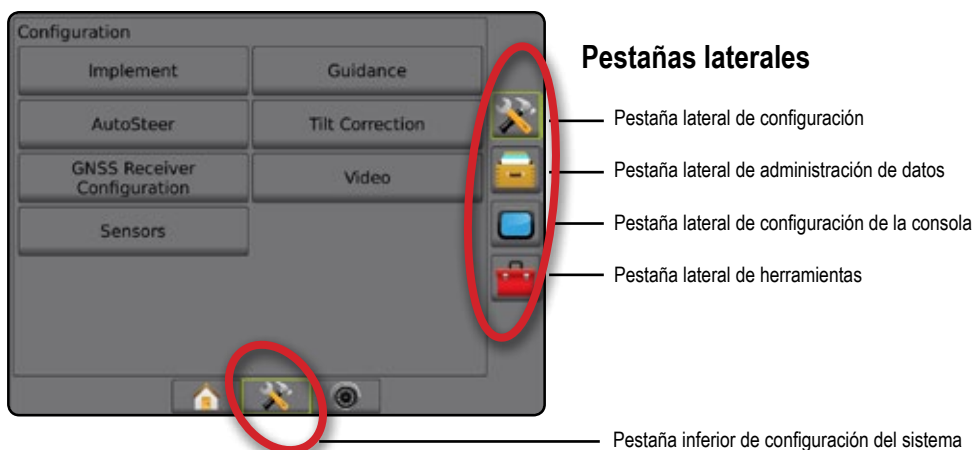 Configuration
Implement
Guidance
AutoSteer
Tilt Correction
GNSS Receiver
Configuration
Video
Sensors
Pestañas laterales
Pestaña lateral de configuración
Pestaña lateral de administración de datos
Pestaña lateral de configuración de la consola
Pestaña lateral de herramientas
Pestaña inferior de configuración del sistema